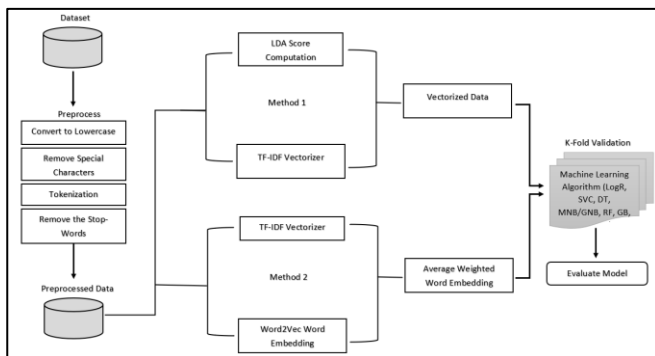 Dataset
Preprocess
Convert to Lowercase
Remove Special
Characters
Tokenization
Remove the Stop-
Words
Preprocessed Data
LDA Score
Computation
Method 1
TF-IDF Vectorizer
TF-IDF Vectorizer
Method 2
Word2Vec Word
Embedding
Vectorized Data
Average Weighted
Word Embedding
K-Fold Validation
Machine Learning
Algorithm (LogR,
SVC, DT,
MNB/GNB, RF, GB,
Evaluate Model